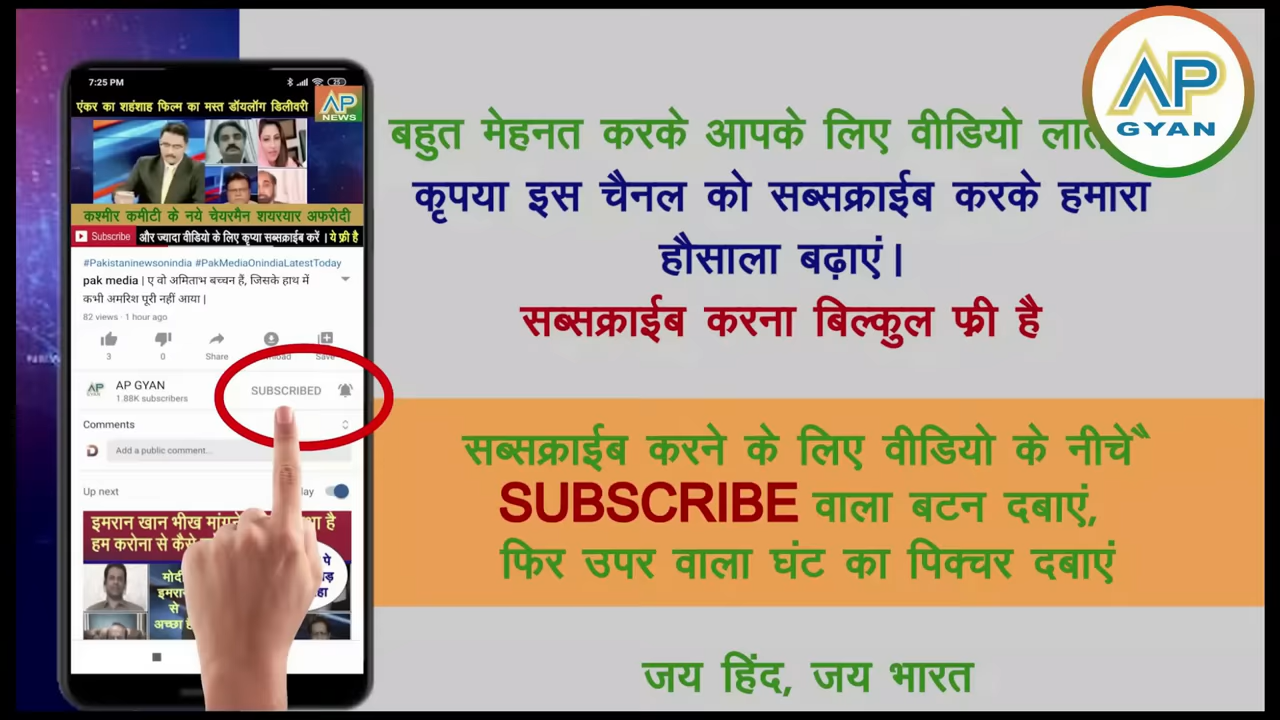 7:25 PM
एंकर का शहंशाह फिल्म का मस्त डॉयलॉग डिलीवरी
AP
NEWS
कश्मीर कमीटी के नये चेयरमैन शयरयार अफरीदी
Subscribe और ज्यादा वीडियो के लिए कृप्या सब्सक्राईब करें । ये फ्री है
#Pakistaninewsonindia #PakMediaOnindiaLatestToday
pak media | ए वो अमिताभ बच्चन हैं, जिसके हाथ में
कभी अमरिश पूरी नहीं आया |
82 views · 1 hour ago
3 0 Share Save
AP GYAN
1.88K subscribers
SUBSCRIBED
Comments
Add a public comment...
Up next
इमरान खान भीख है
हम करोना से
मोदी
इमरा
से
अच्छा
AP
GYAN
बहुत मेहनत करके आपके लिए वीडियो
कृपया इस चैनल को सब्सक्राईब करके हमारा
हौसाला बढ़ाएं।
सब्सक्राईब करना बिल्कुल फ्री है
सब्सक्राईब करने के लिए वीडियो के नीचे
SUBSCRIBE वाला बटन दबाएं,
फिर उपर वाला घंट का पिक्चर दबाएं
जय हिंद, जय भारत